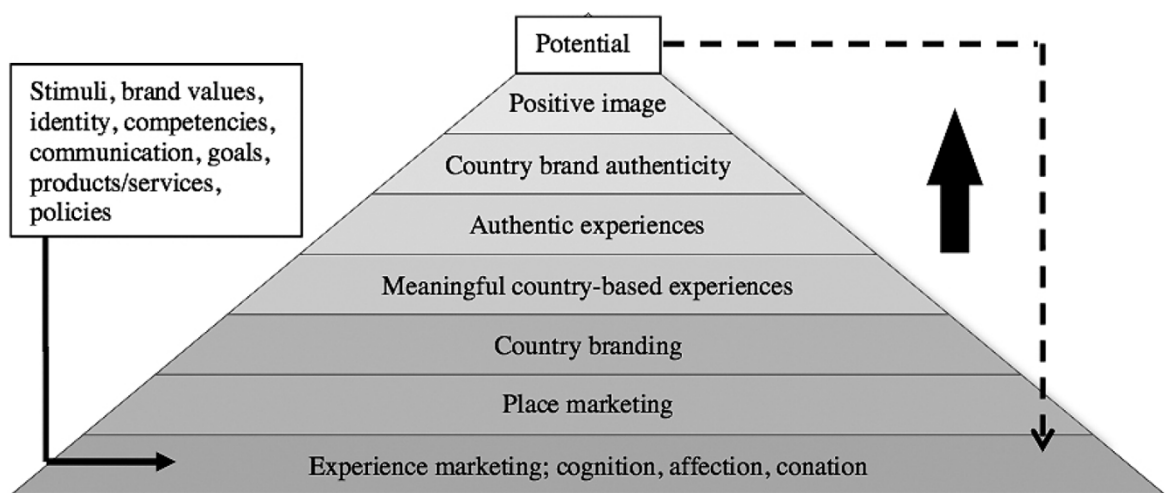 Potential
Stimuli, brand values,
identity, competencies,
communication, goals,
products/services,
policies
Positive image
Country brand authenticity
Authentic experiences
Meaningful country-based experiences
Country branding
Place marketing
Experience marketing; cognition, affection, conation